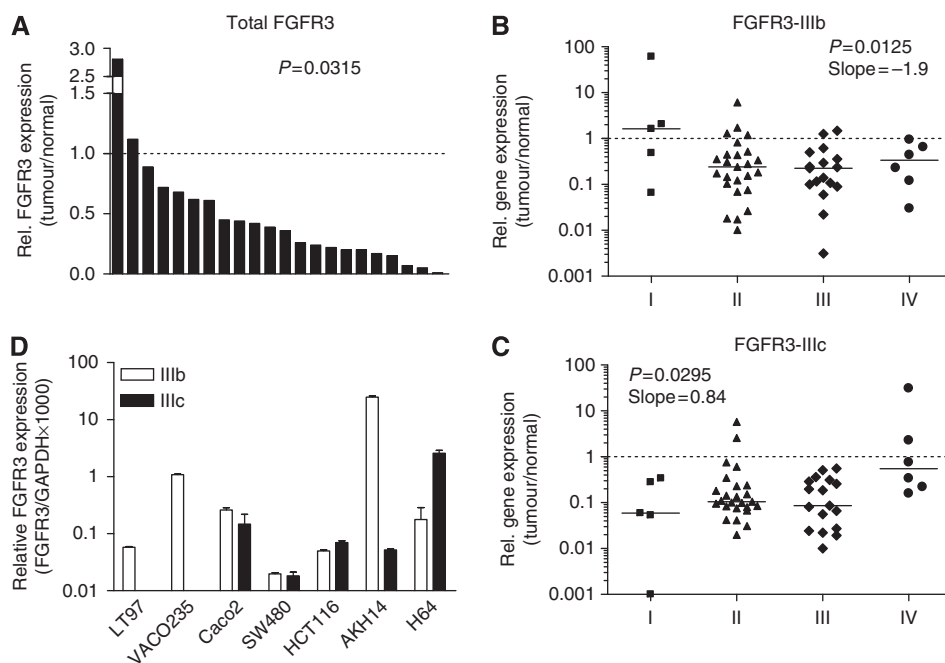 A
Total FGFR3
Rel. FGFR3 expression
(tumour/normal)
3.0
2.5
1.5
1.0
0.5
0.0
P=0.0315
B
FGFR3-IIIb
Rel. gene expression
(tumour/normal)
100
10
1
0.1
0.01
0.001
P=0.0125
Slope=–1.9
I II III IV
D
Relative FGFR3 expression
(FGFR3/GAPDH×1000)
100
10
1
0.1
0.01
IIIb
IIIc
LT97 VACO235 Caco2 SW480 HCT116 AKH14 H64
C
FGFR3-IIIc
Rel. gene expression
(tumour/normal)
100
10
1
0.1
0.01
0.001
P=0.0295
Slope=0.84
I II III IV